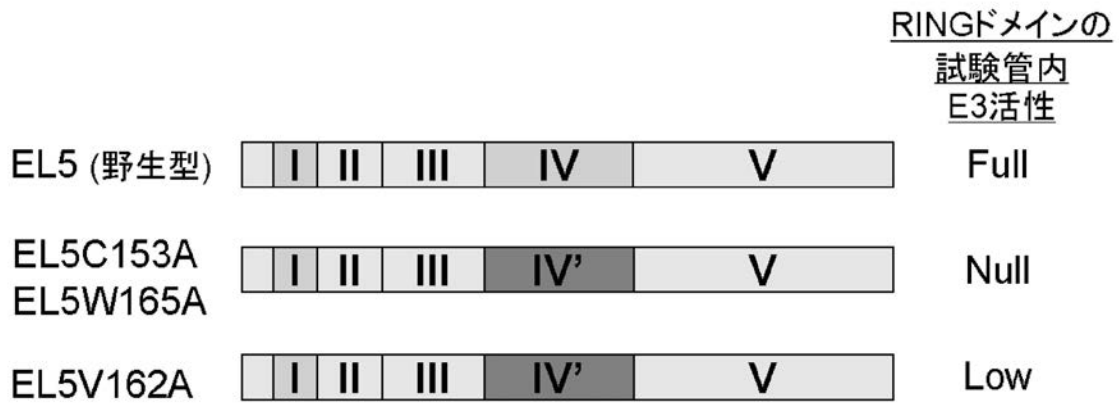 RINGドメインの
試験管内
E3活性
EL5 (野生型) I II III IV V Full
EL5C153A
EL5W165A I II III IV' V Null
EL5V162A I II III IV' V Low